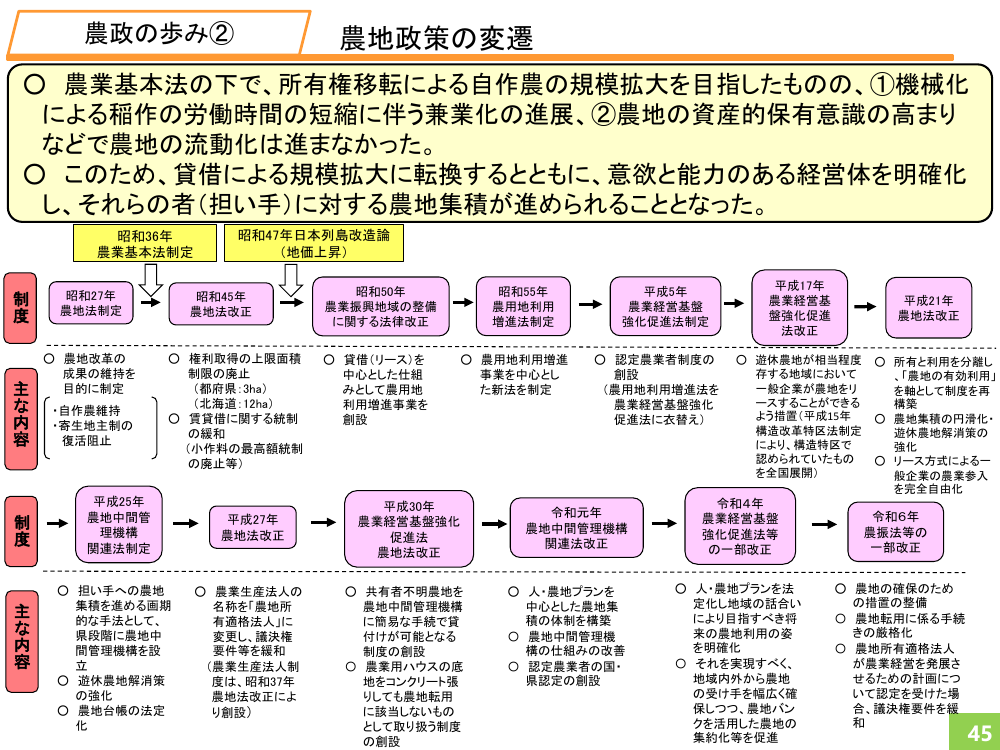 農政の歩み②
農地政策の変遷
○ 農業基本法の下で、所有権移転による自作農の規模拡大を目指したものの、①機械化
による稲作の労働時間の短縮に伴う兼業化の進展、②農地の資産的保有意識の高まり
などで農地の流動化は進まなかった。
○ このため、貸借による規模拡大に転換するとともに、意欲と能力のある経営体を明確化
し、それらの者（担い手）に対する農地集積が進められることとなった。
昭和36年
農業基本法制定
昭和47年日本列島改造論
（地価上昇）
制度
昭和27年
農地法制定
昭和45年
農地法改正
昭和50年
農業振興地域の整備
に関する法律改正
昭和55年
農用地利用
増進法制定
平成5年
農業経営基盤
強化促進法制定
平成17年
農業経営基
盤強化促進
法改正
平成21年
農地法改正
主な内容
○ 農地改革の
成果の維持を
目的に制定
・自作農維持
・寄生地主制の
復活阻止
○ 権利取得の上限面積
制限の廃止
（都府県：3ha）
（北海道：12ha）
○ 賃貸借に関する統制
の緩和
（小作料の最高額統制
の廃止等）
○ 貸借（リース）を
中心とした仕組
みとして農用地
利用増進事業を
創設
○ 農用地利用増進
事業を中心とし
た新法を制定
○ 認定農業者制度の
創設
（農用地利用増進法を
農業経営基盤強化
促進法に衣替え）
○ 遊休農地が相当程度
存する地域において
一般企業が農地をリ
ースすることができる
よう措置（平成15年
構造改革特区法制定
により、構造特区で
認められていたもの
を全国展開）
○ 所有と利用を分離し
、「農地の有効利用」
を軸として制度を再
構築
○ 農地集積の円滑化・
遊休農地解消策の
強化
○ リース方式による一
般企業の農業参入
を完全自由化
制度
平成25年
農地中間管
理機構
関連法制定
平成27年
農地法改正
平成30年
農業経営基盤強化
促進法
農地法改正
令和元年
農地中間管理機構
関連法改正
令和４年
農業経営基盤
強化促進法等
の一部改正
令和６年
農振法等の
一部改正
主な内容
○ 担い手への農地
集積を進める画期
的な手法として、
県段階に農地中
間管理機構を設
立
○ 遊休農地解消策
の強化
○ 農地台帳の法定
化
○ 農業生産法人の
名称を「農地所
有適格法人」に
変更し、議決権
要件等を緩和
（農業生産法人制
度は、昭和37年
農地法改正によ
り創設）
○ 共有者不明農地を
農地中間管理機構
に簡易な手続で貸
付けが可能となる
制度の創設
○ 農業用ハウスの底
地をコンクリート張
りしても農地転用
に該当しないもの
として取り扱う制度
の創設
○ 人・農地プランを
中心とした農地集
積の体制を構築
○ 農地中間管理機
構の仕組みの改善
○ 認定農業者の国・
県認定の創設
○ 人・農地プランを法
定化し地域の話合い
により目指すべき将
来の農地利用の姿
を明確化
○ それを実現すべく、
地域内外から農地
の受け手を幅広く確
保しつつ、農地バン
クを活用した農地の
集約化等を促進
○ 農地の確保のため
の措置の整備
○ 農地転用に係る手続
きの厳格化
○ 農地所有適格法人
が農業経営を発展さ
せるための計画につ
いて認定を受けた場
合、議決権要件を緩
和
45